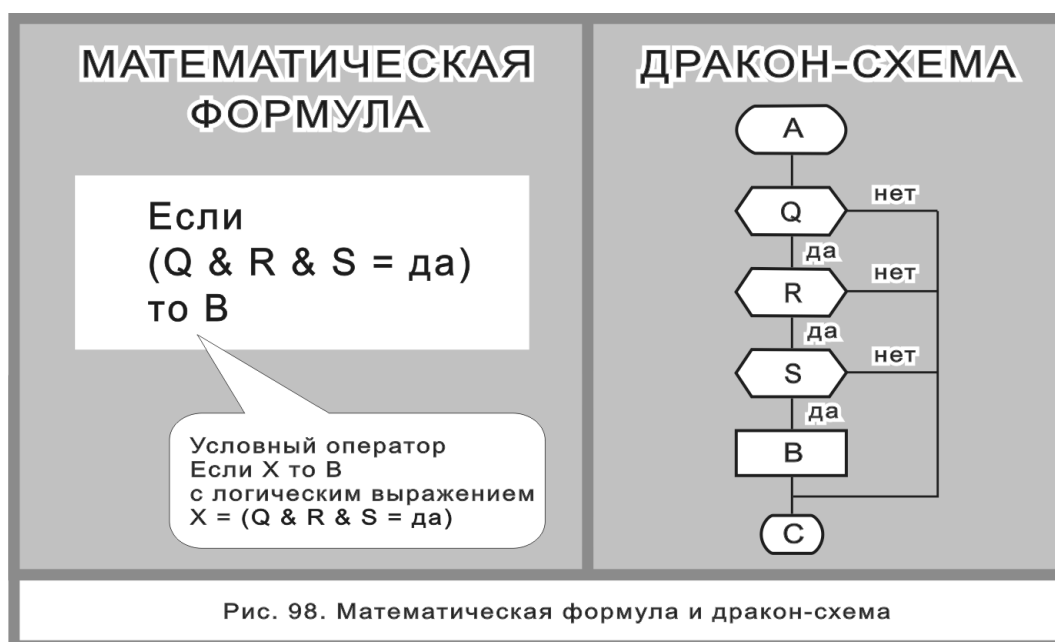 МАТЕМАТИЧЕСКАЯ
ФОРМУЛА
Если
(Q & R & S = да)
то B
Условный оператор
Если X то B
с логическим выражением
X = (Q & R & S = да)
ДРАКОН-СХЕМА
A
Q
нет
да
R
нет
да
S
нет
да
B
C
Рис. 98. Математическая формула и дракон-схема